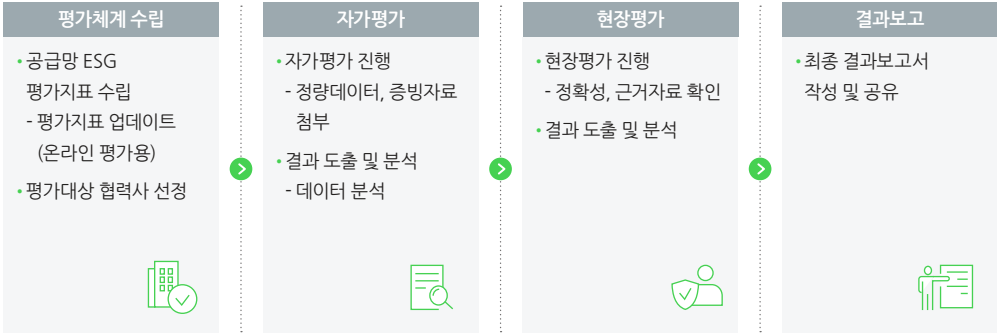 평가체계 수립
• 공급망 ESG
평가지표 수립
- 평가지표 업데이트
(온라인 평가용)
• 평가대상 협력사 선정
자가평가
• 자가평가 진행
- 정량데이터, 증빙자료
첨부
• 결과 도출 및 분석
- 데이터 분석
현장평가
• 현장평가 진행
- 정확성, 근거자료 확인
• 결과 도출 및 분석
결과보고
• 최종 결과보고서
작성 및 공유